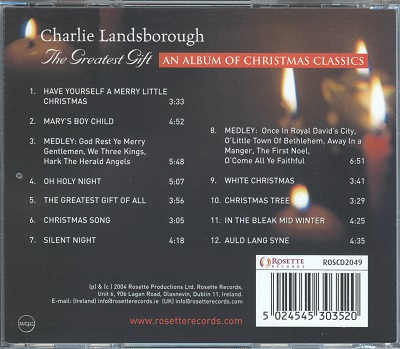 Charlie Landsborough
The Greatest Gift AN ALBUM OF CHRISTMAS CLASSICS
1. HAVE YOURSELF A MERRY LITTLE
CHRISTMAS 3:33
2. MARY'S BOY CHILD 4:52
3. MEDLEY: God Rest Ye Merry
Gentlemen, We Three Kings,
Hark The Herald Angels 5:48
4. OH HOLY NIGHT 5:07
5. THE GREATEST GIFT OF ALL 3:56
6. CHRISTMAS SONG 3:05
7. SILENT NIGHT 4:18
8. MEDLEY: Once In Royal David's City,
O'Little Town Of Bethlehem, Away In a
Manger, The First Noel,
O'Come All Ye Faithful 6:51
9. WHITE CHRISTMAS 3:41
10. CHRISTMAS TREE 3:29
11. IN THE BLEAK MID WINTER 4:25
12. AULD LANG SYNE 4:35
(p) & ( c ) 2004 Rosette Productions Ltd. Rosette Records,
Unit 6, 90b Lagan Road, Glasnevin, Dublin 11, Ireland.
E-mail: (Ireland) info@rosetterecords.ie (UK) info@rosetterecords.com
www.rosetterecords.com
ROSETTE
RECORDS
ROSCD2049
5 024545 303520